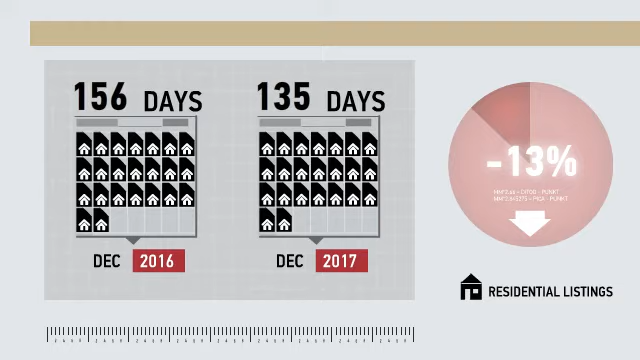 156 DAYS
135 DAYS
DEC 2016
DEC 2017
-13%
RESIDENTIAL LISTINGS